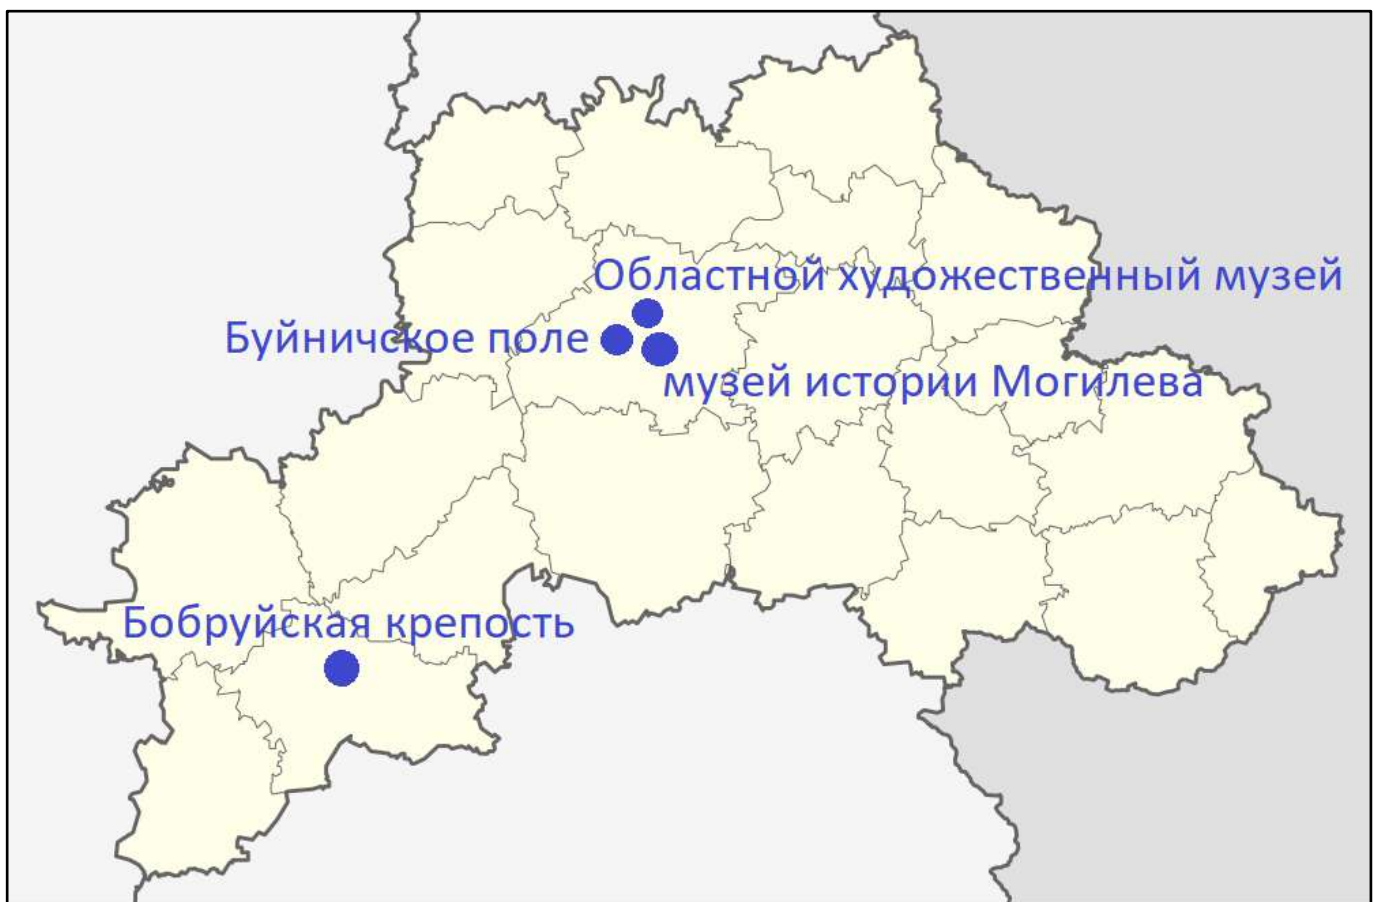 Областной художественный музей
Буйничское поле
музей истории Могилева
Бобруйская крепость